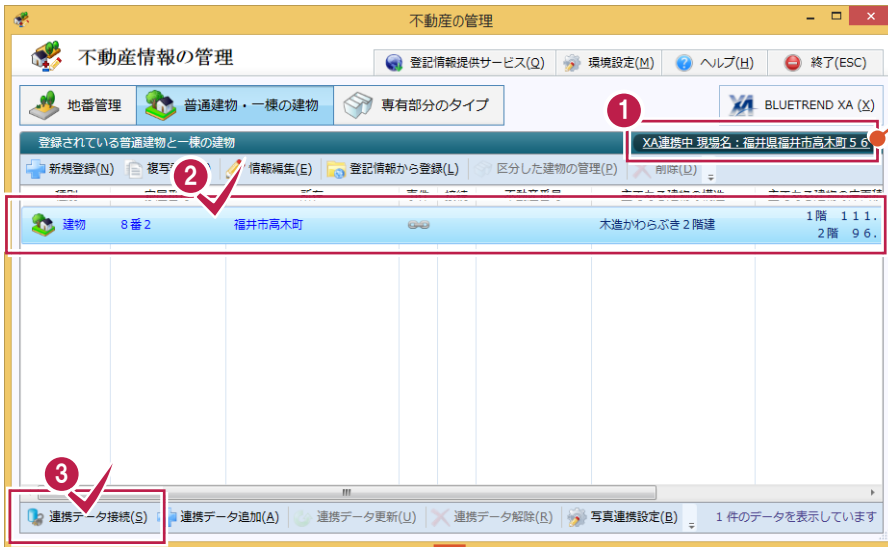 不動産の管理
不動産情報の管理
登記情報提供サービス(Q) 環境設定(M) ヘルプ(H) 終了(ESC)
地番管理 普通建物・一棟の建物 専有部分のタイプ BLUETREND XA (X)
1
登録されている普通建物と一棟の建物 XA連携中 現場名:福井県福井市高木町56
新規登録(N) 複写 情報編集(E) 登記情報から登録(L) 区分した建物の管理(P) 削除(D)
2
建物 8番2 福井市高木町 木造かわらぶき2階建 1階 111.
2階 96.
3
連携データ接続(S) 連携データ追加(A) 連携データ更新(U) 連携データ解除(R) 写真連携設定(B) 1件のデータを表示しています